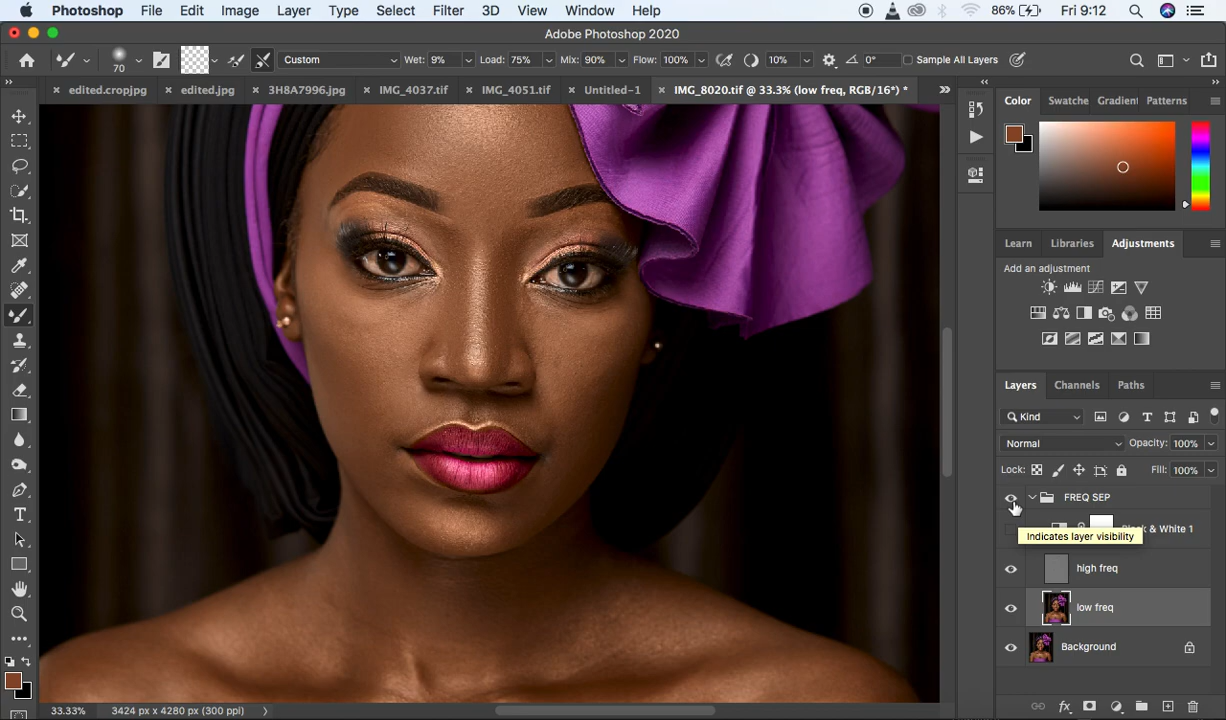 Photoshop File Edit Image Layer Type Select Filter 3D View Window Help 86% Fri 9:12
Adobe Photoshop 2020
70 Custom Wet: 9% Load: 75% Mix: 90% Flow: 100% 10% 0° Sample All Layers
edited.cropjpg edited.jpg 3H8A7996.jpg IMG_4037.tif IMG_4051.tif Untitled-1 IMG_8020.tif @ 33.3% (low freq, RGB/16*) *
Color Swatche Gradient Patterns
Learn Libraries Adjustments
Add an adjustment
Layers Channels Paths
Kind
Normal Opacity: 100%
Lock: Fill: 100%
FREQ SEP
& White 1
Indicates layer visibility
high freq
low freq
Background
33.33% 3424 px x 4280 px (300 ppi)